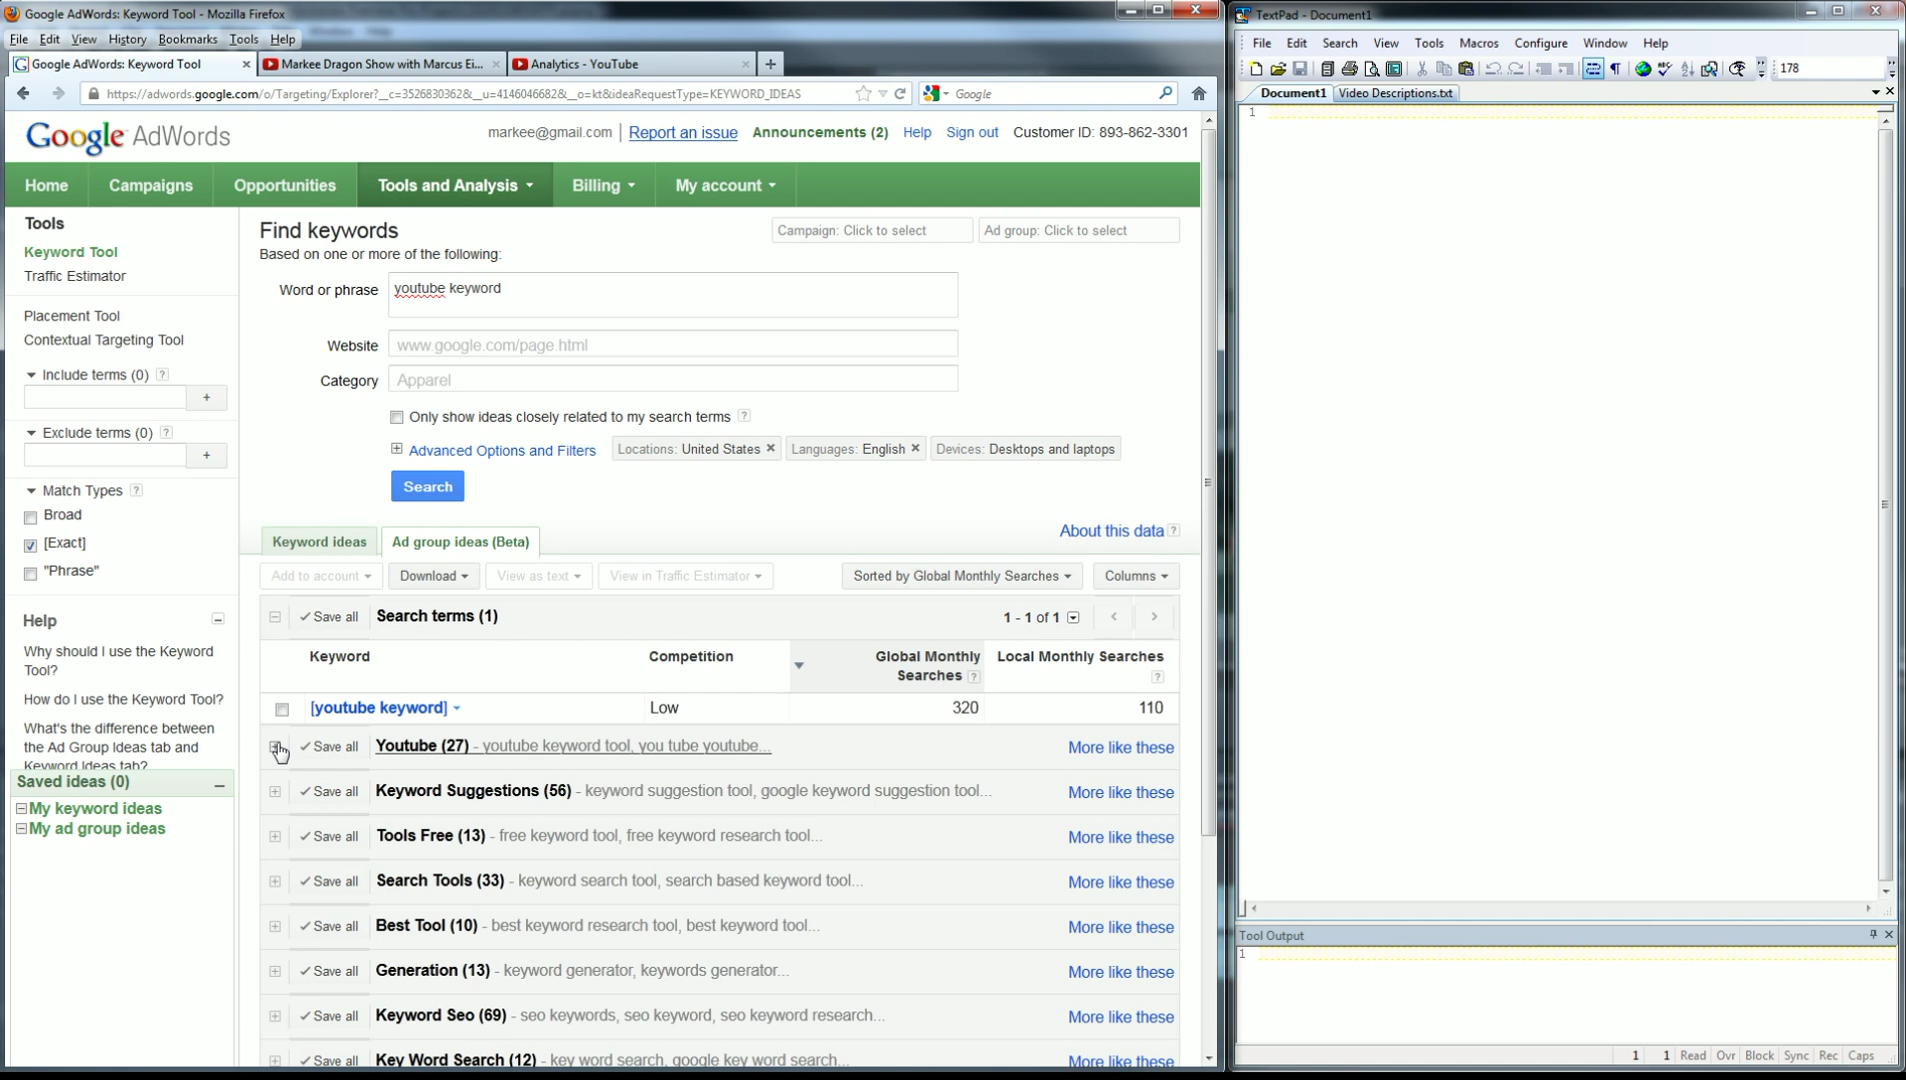 Google AdWords: Keyword Tool - Mozilla Firefox
File Edit View History Bookmarks Tools Help
Google AdWords: Keyword Tool
Markee Dragon Show with Marcus Ei...
Analytics - YouTube
https://adwords.google.com/o/Targeting/Explorer?__c=3526830362&__u=4146046682&__o=kt&ideaRequestType=KEYWORD_IDEAS
Google
Google AdWords
markee@gmail.com Report an issue Announcements (2) Help Sign out Customer ID: 893-862-3301
Home Campaigns Opportunities Tools and Analysis Billing My account
Tools
Keyword Tool
Traffic Estimator
Placement Tool
Contextual Targeting Tool
Include terms (0) ?
+
Exclude terms (0) ?
+
Match Types ?
Broad
[Exact]
"Phrase"
Help
Why should I use the Keyword
Tool?
How do I use the Keyword Tool?
What's the difference between
the Ad Group Ideas tab and
Keyword Ideas tab?
Saved ideas (0)
My keyword ideas
My ad group ideas
Find keywords
Campaign: Click to select
Ad group: Click to select
Based on one or more of the following:
Word or phrase youtube keyword
Website www.google.com/page.html
Category Apparel
Only show ideas closely related to my search terms ?
Advanced Options and Filters Locations: United States × Languages: English × Devices: Desktops and laptops
Search
Keyword ideas Ad group ideas (Beta)
About this data ?
Add to account Download View as text View in Traffic Estimator Sorted by Global Monthly Searches Columns
Save all Search terms (1) 1 - 1 of 1
Keyword Competition Global Monthly Searches ? Local Monthly Searches ?
[youtube keyword] Low 320 110
Save all Youtube (27) - youtube keyword tool, you tube youtube... More like these
Save all Keyword Suggestions (56) - keyword suggestion tool, google keyword suggestion tool... More like these
Save all Tools Free (13) - free keyword tool, free keyword research tool... More like these
Save all Search Tools (33) - keyword search tool, search based keyword tool... More like these
Save all Best Tool (10) - best keyword research tool, best keyword tool... More like these
Save all Generation (13) - keyword generator, keywords generator... More like these
Save all Keyword Seo (69) - seo keywords, seo keyword, seo keyword research... More like these
Save all Key Word Search (12) - key word search, google key word search... More like these
TextPad - Document1
File Edit Search View Tools Macros Configure Window Help
178
Document1 Video Descriptions.txt
1
Tool Output
1
1 1 Read Ovr Block Sync Rec Caps